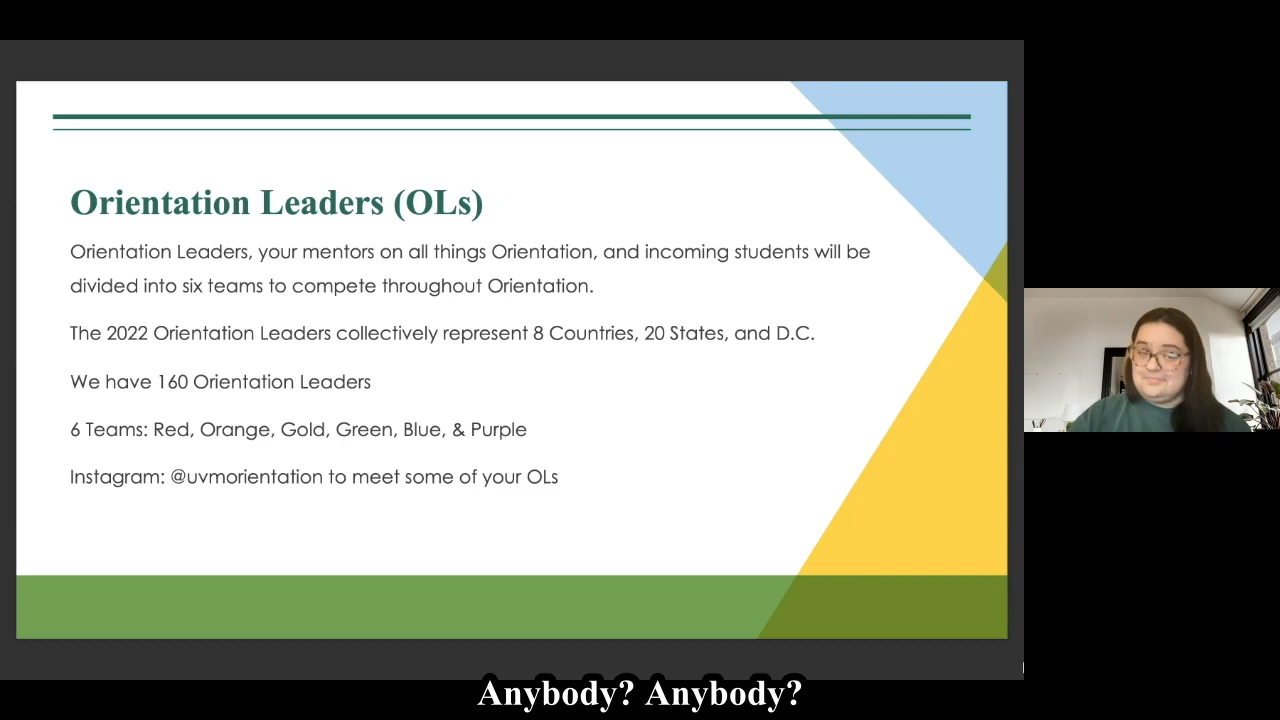 Orientation Leaders (OLs)
Orientation Leaders, your mentors on all things Orientation, and incoming students will be
divided into six teams to compete throughout Orientation.
The 2022 Orientation Leaders collectively represent 8 Countries, 20 States, and D.C.
We have 160 Orientation Leaders
6 Teams: Red, Orange, Gold, Green, Blue, & Purple
Instagram: @uvmorientation to meet some of your OLs
Anybody? Anybody?